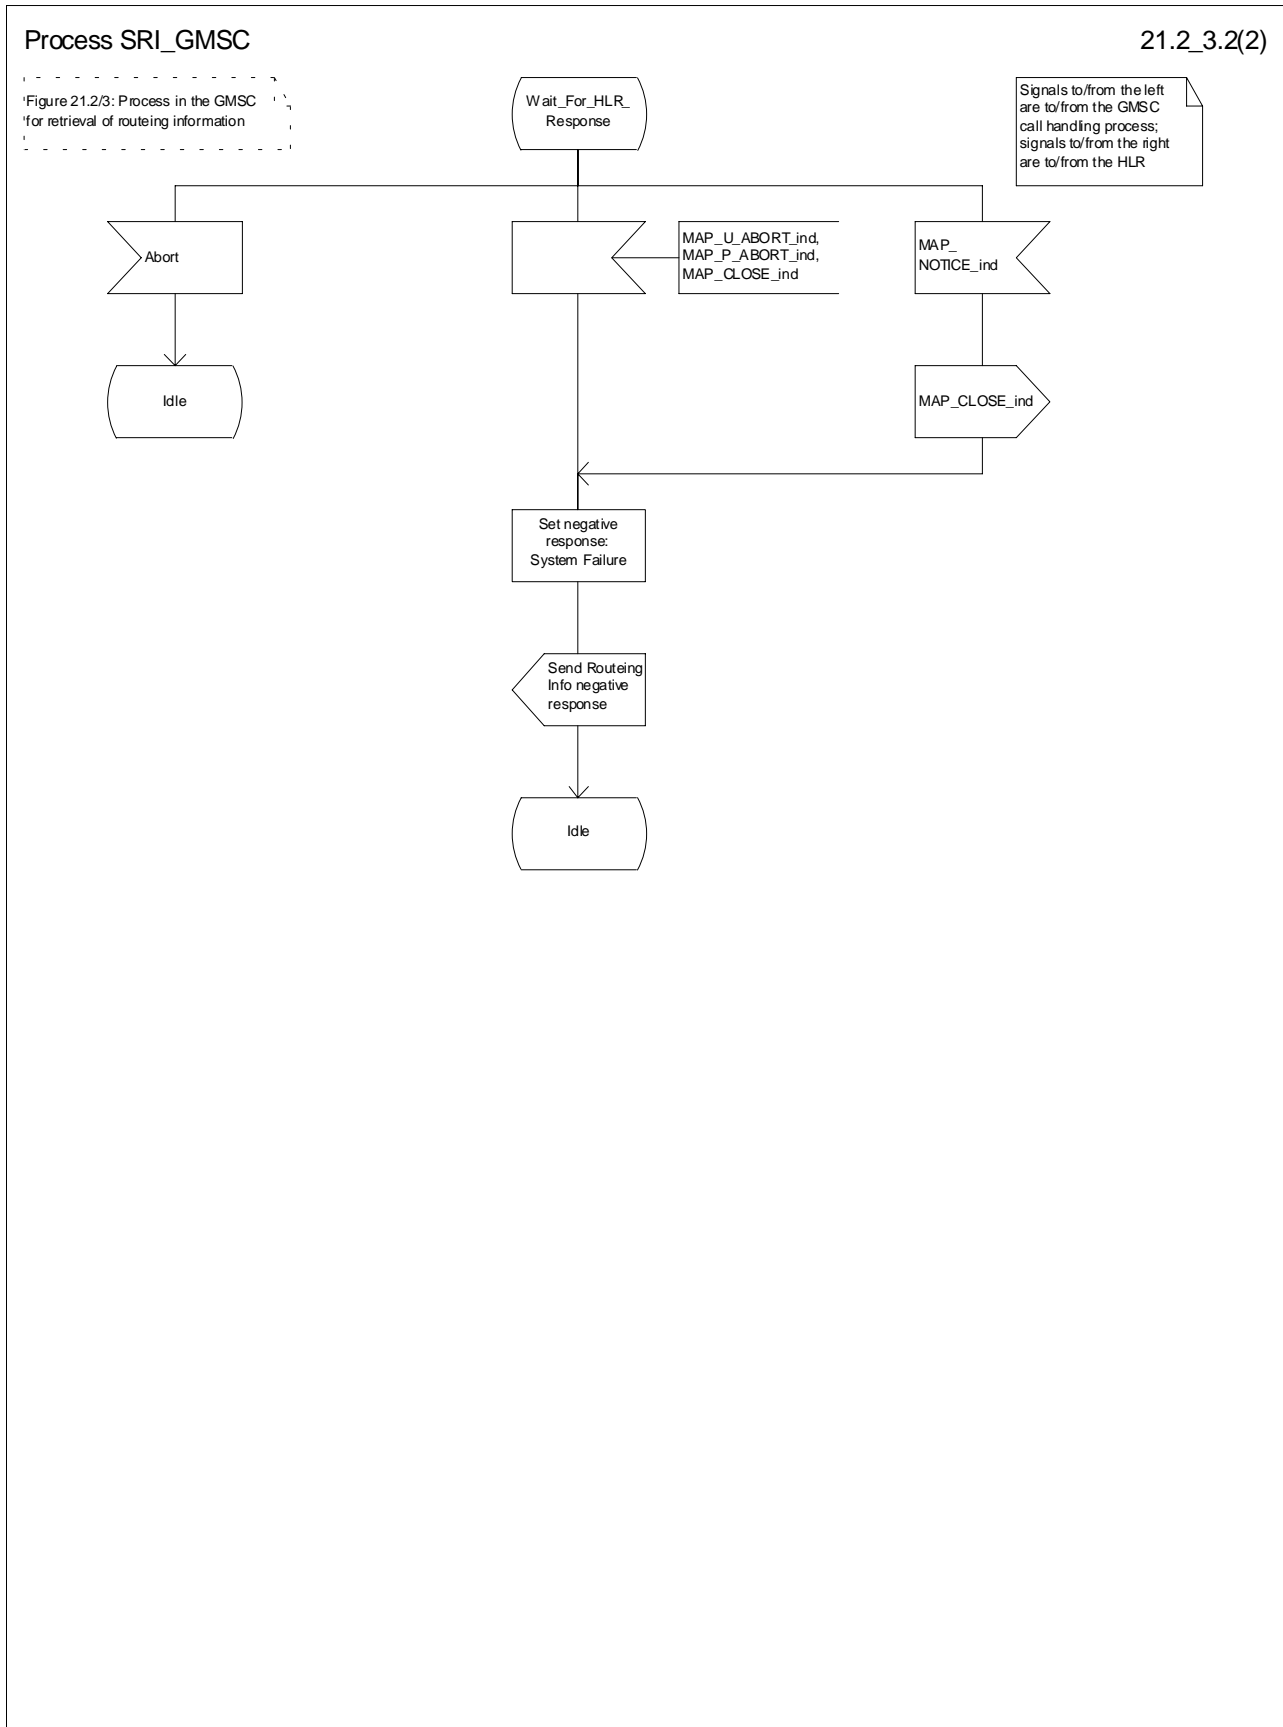 Process SRI_GMSC
21.2_3.2(2)
Figure 21.2/3: Process in the GMSC
for retrieval of routeing information
Wait_For_HLR_
Response
Signals to/from the left
are to/from the GMSC
call handling process;
signals to/from the right
are to/from the HLR
Abort
MAP_U_ABORT_ind,
MAP_P_ABORT_ind,
MAP_CLOSE_ind
MAP_
NOTICE_ind
Idle
MAP_CLOSE_ind
Set negative
response:
System Failure
Send Routeing
Info negative
response
Idle